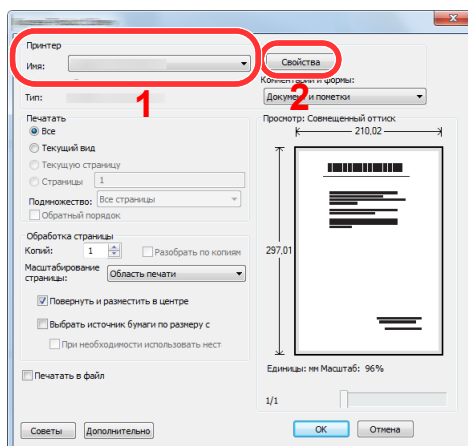 Принтер
Имя:
Свойства
1
2
Комментарии и формы:
Тип:
Документ и пометки
Печатать
Все
Текущий вид
Текущую страницу
Страницы 1
Подмножество: Все страницы
Обратный порядок
Просмотр: Совмещенный оттиск
210,02
297,01
Обработка страницы
Копий: 1 Разобрать по копиям
Масштабирование
страницы: Область печати
Повернуть и разместить в центре
Выбрать источник бумаги по размеру с
При необходимости использовать нест
Печатать в файл
Единицы: мм Масштаб: 96%
1/1
Советы Дополнительно OK Отмена